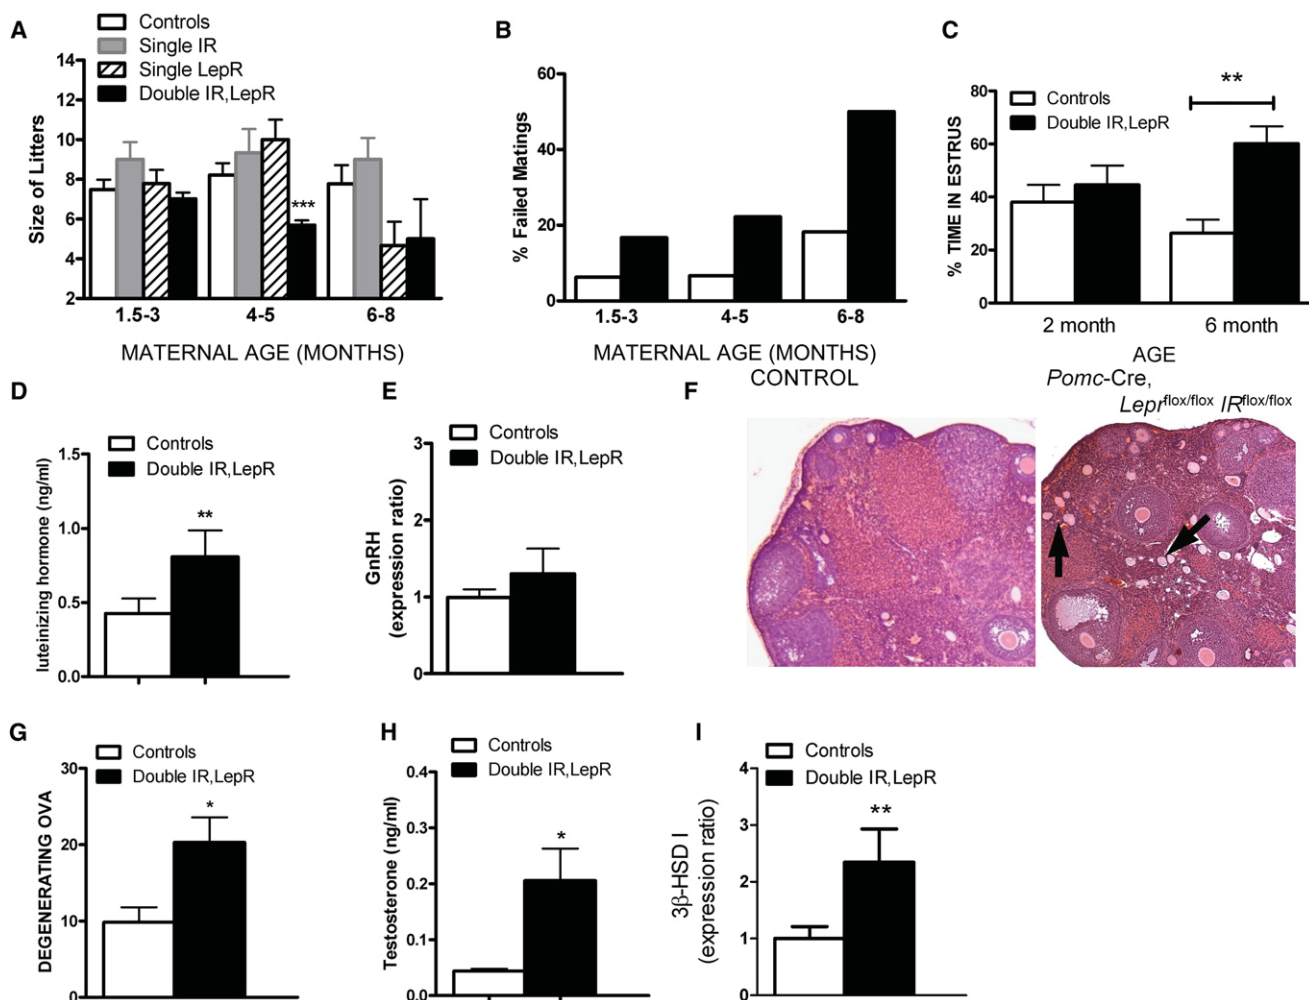 A
Controls
Single IR
Single LepR
Double IR,LepR
Size of Litters
14
12
10
8
6
4
2
***
1.5-3 4-5 6-8
MATERNAL AGE (MONTHS)
B
% Failed Matings
60
40
20
0
1.5-3 4-5 6-8
MATERNAL AGE (MONTHS)
C
Controls
Double IR,LepR
**
% TIME IN ESTRUS
80
60
40
20
0
2 month 6 month
AGE
D
Controls
Double IR,LepR
luteinizing hormone (ng/ml)
1.5
1.0
0.5
0.0
**
E
Controls
Double IR,LepR
GnRH
(expression ratio)
3
2
1
0
F
CONTROL
Pomc-Cre,
Lepr^flox/flox IR^flox/flox
G
Controls
Double IR,LepR
DEGENERATING OVA
30
20
10
0
*
H
Controls
Double IR,LepR
Testosterone (ng/ml)
0.4
0.3
0.2
0.1
0.0
*
I
Controls
Double IR,LepR
3β-HSD I
(expression ratio)
4
3
2
1
0
**